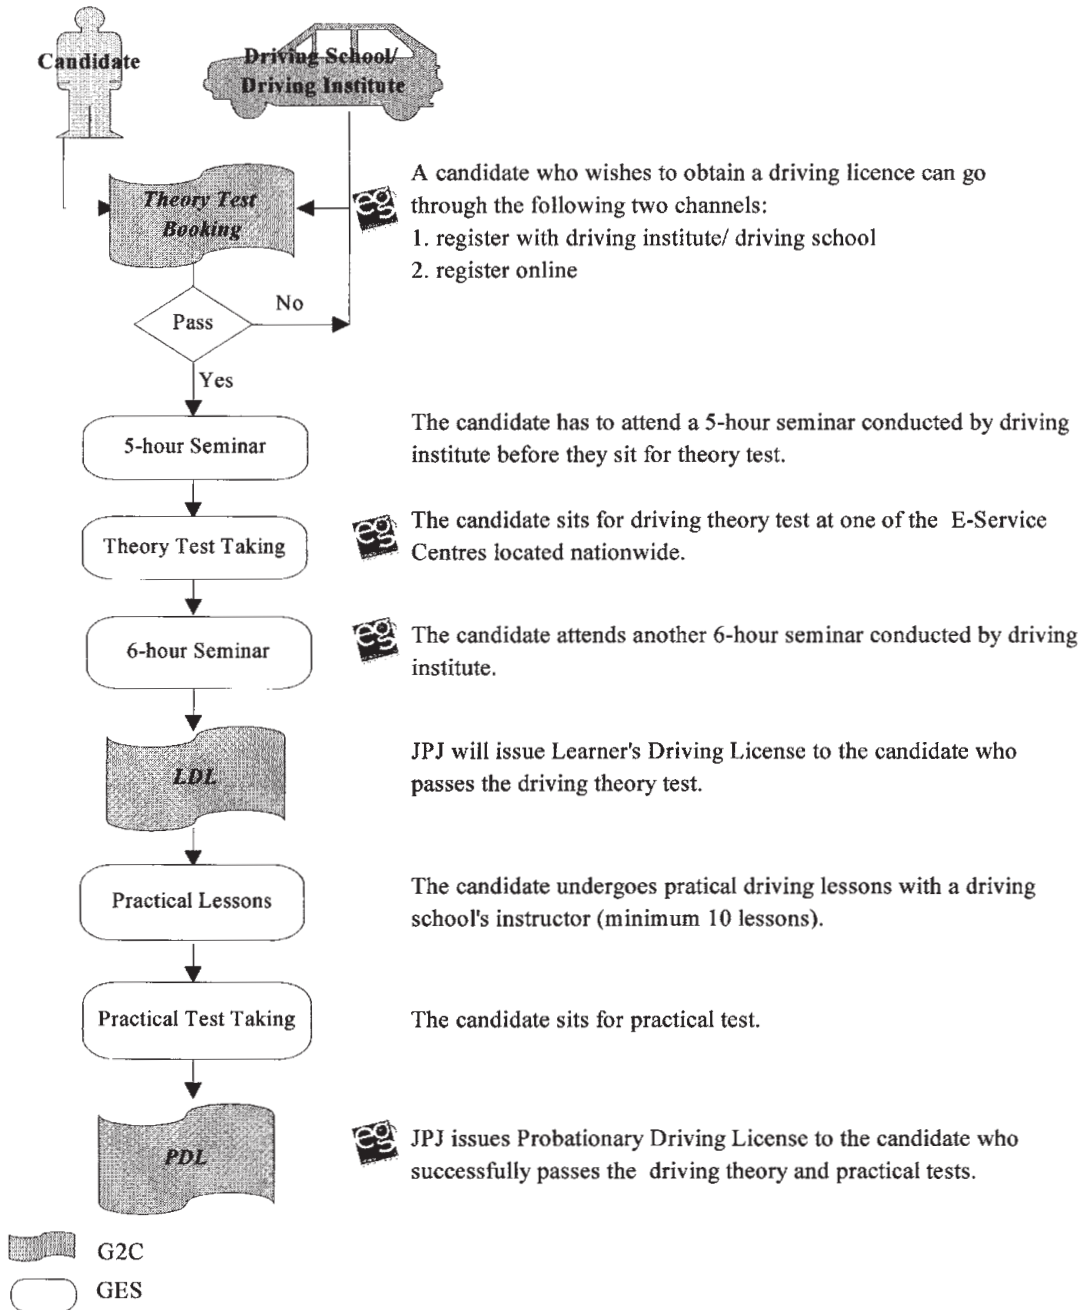 Candidate
Driving School/
Driving Institute
Theory Test
Booking
eg
A candidate who wishes to obtain a driving licence can go
through the following two channels:
1. register with driving institute/ driving school
2. register online
Pass
No
Yes
5-hour Seminar
The candidate has to attend a 5-hour seminar conducted by driving
institute before they sit for theory test.
Theory Test Taking
eg
The candidate sits for driving theory test at one of the E-Service
Centres located nationwide.
6-hour Seminar
eg
The candidate attends another 6-hour seminar conducted by driving
institute.
LDL
JPJ will issue Learner's Driving License to the candidate who
passes the driving theory test.
Practical Lessons
The candidate undergoes pratical driving lessons with a driving
school's instructor (minimum 10 lessons).
Practical Test Taking
The candidate sits for practical test.
PDL
eg
JPJ issues Probationary Driving License to the candidate who
successfully passes the driving theory and practical tests.
G2C
GES